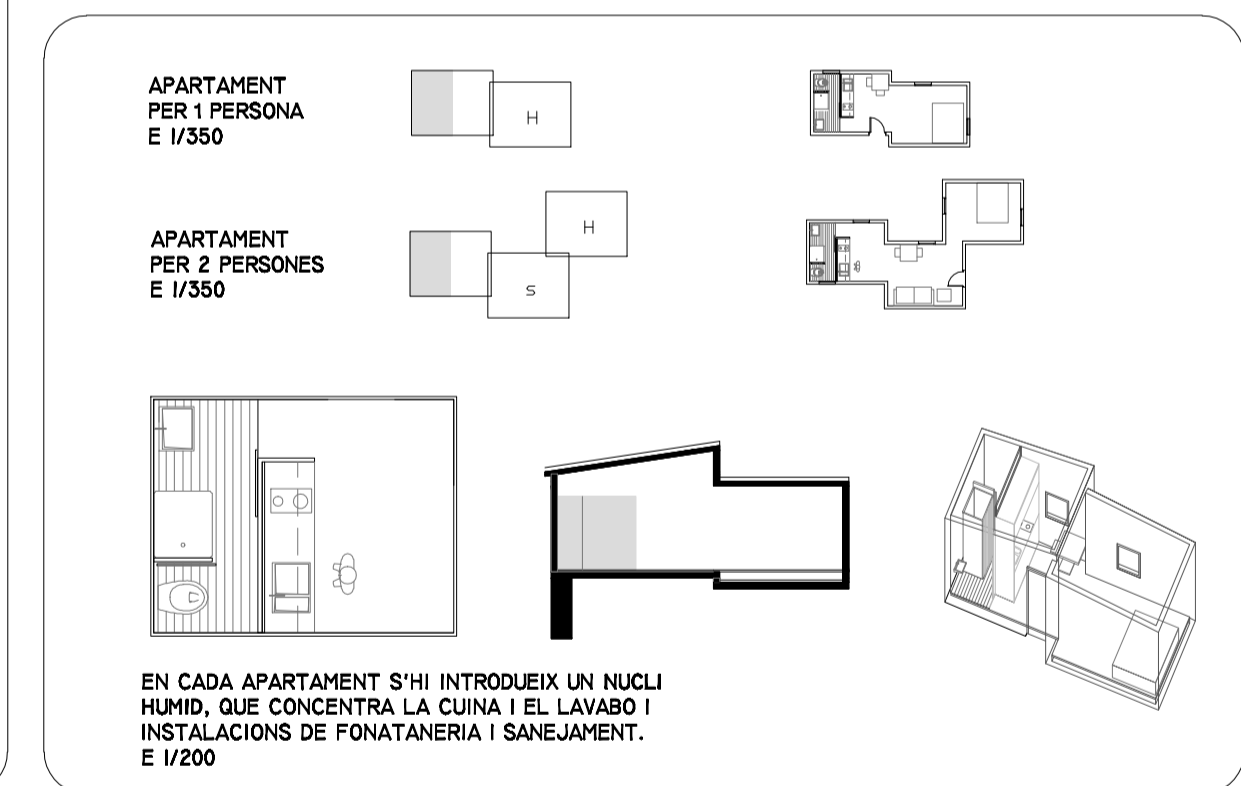 APARTAMENT
PER 1 PERSONA
E 1/350
H
APARTAMENT
PER 2 PERSONES
E 1/350
H
S
EN CADA APARTAMENT S'HI INTRODUEIX UN NUCLI
HUMID, QUE CONCENTRA LA CUINA I EL LAVABO I
INSTALACIONS DE FONATANERIA I SANEJAMENT.
E 1/200